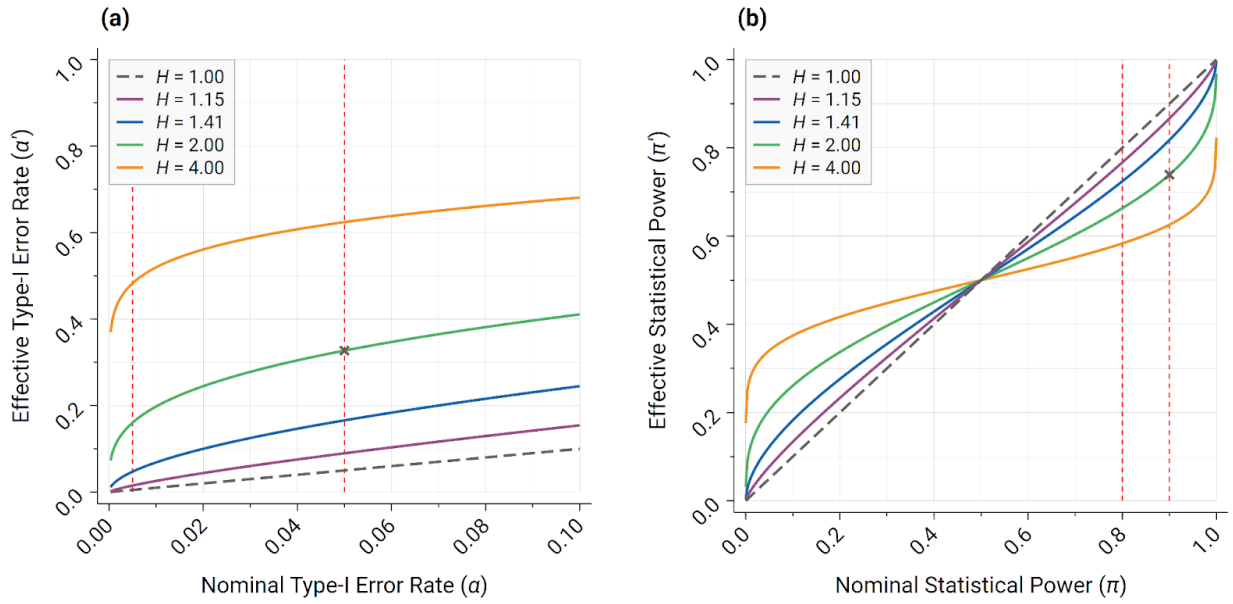 (a)
Effective Type-I Error Rate (α′)
1.0
0.8
0.6
0.4
0.2
0.0
H = 1.00
H = 1.15
H = 1.41
H = 2.00
H = 4.00
0.00
0.02
0.04
0.06
0.08
0.10
Nominal Type-I Error Rate (α)
(b)
Effective Statistical Power (π′)
1.0
0.8
0.6
0.4
0.2
0.0
H = 1.00
H = 1.15
H = 1.41
H = 2.00
H = 4.00
0.0
0.2
0.4
0.6
0.8
1.0
Nominal Statistical Power (π)